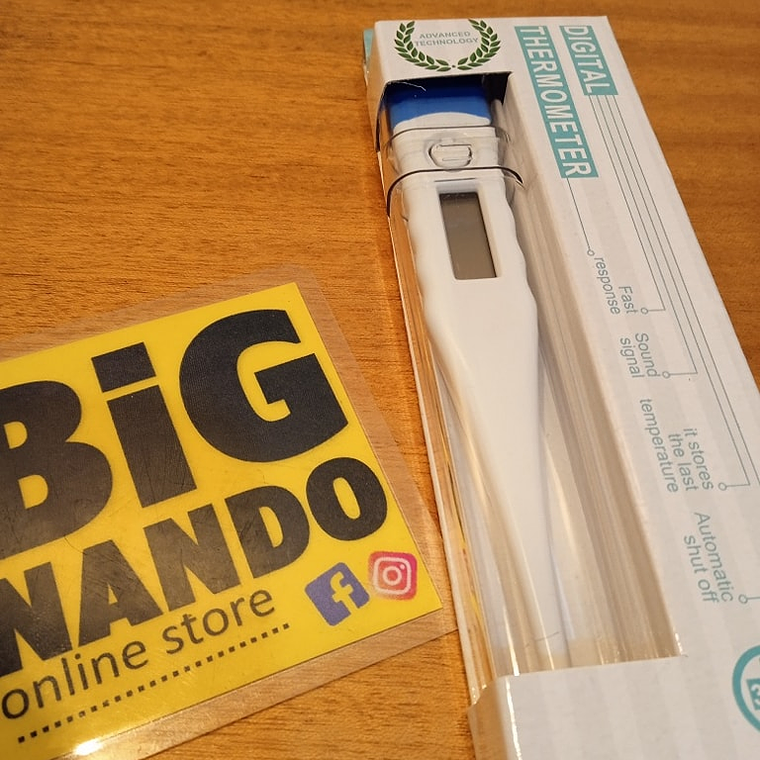 ADVANCED
TECHNOLOGY
DIGITAL
THERMOMETER
Fast
response
Sound
signal
it stores
the last
temperature
Automatic
shut off
BiG
NANDO
online store